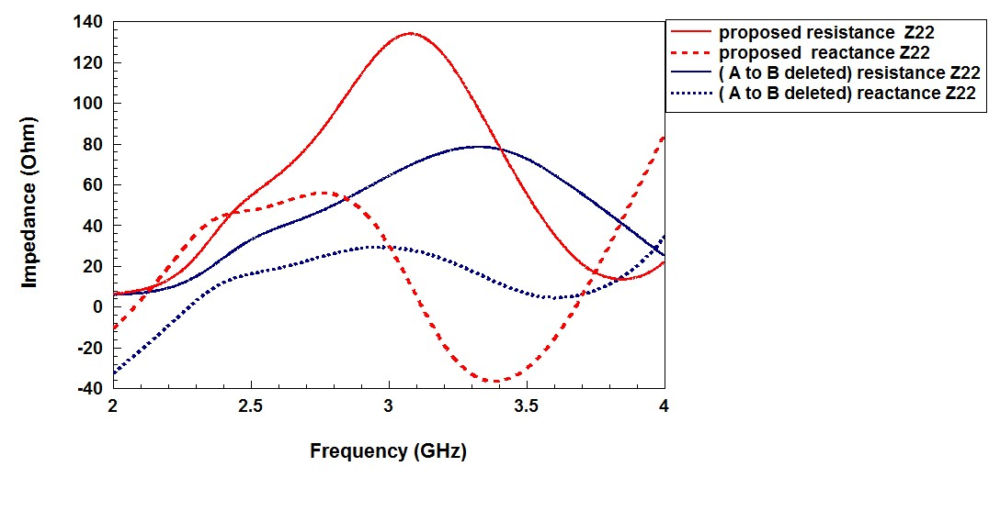 140
120
100
80
60
40
20
0
-20
-40
2
2.5
3
3.5
4
Impedance (Ohm)
Frequency (GHz)
proposed resistance  Z22
proposed  reactance Z22
( A to B deleted) resistance Z22
( A to B deleted) reactance Z22